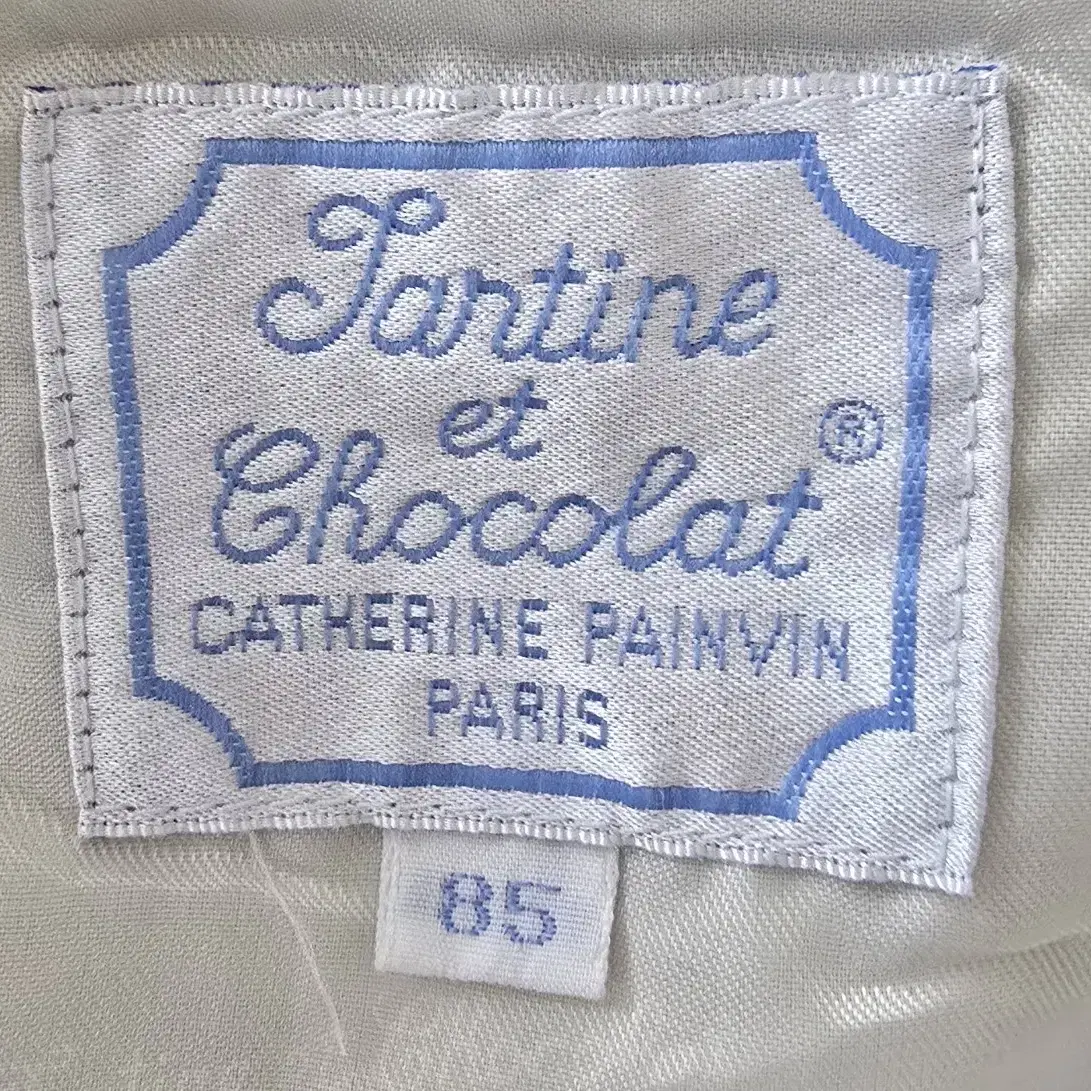 Tartine
et
Chocolat®
CATHERINE PAINVIN
PARIS
85